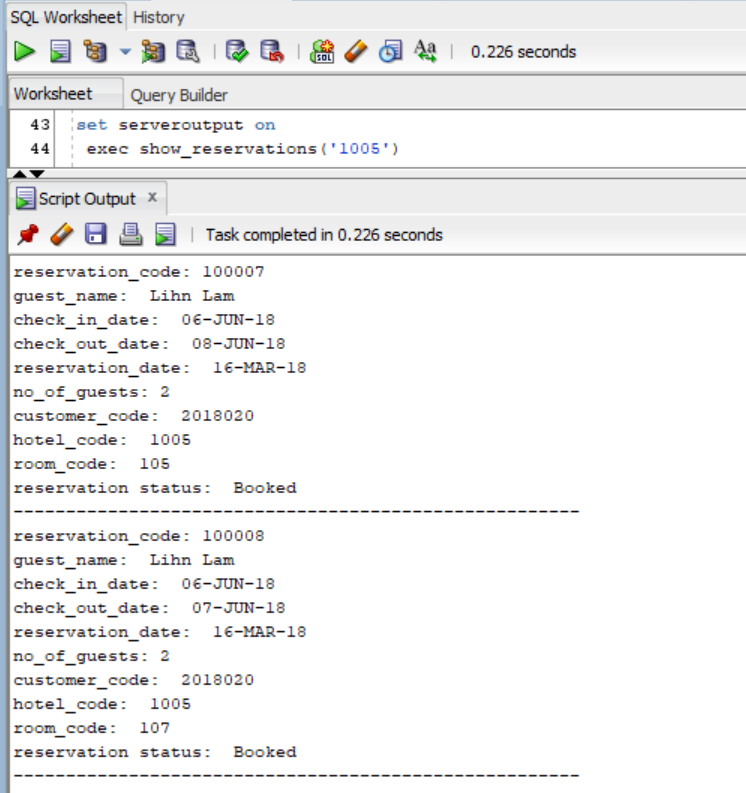 SQL Worksheet History
0.226 seconds
Worksheet Query Builder
43 set serveroutput on
44 exec show_reservations('1005')
Script Output x
Task completed in 0.226 seconds
reservation_code: 100007
guest_name:  Lihn Lam
check_in_date:  06-JUN-18
check_out_date:  08-JUN-18
reservation_date:  16-MAR-18
no_of_guests: 2
customer_code:  2018020
hotel_code:  1005
room_code:  105
reservation status:  Booked
------------------------------------------------------
reservation_code: 100008
guest_name:  Lihn Lam
check_in_date:  06-JUN-18
check_out_date:  07-JUN-18
reservation_date:  16-MAR-18
no_of_guests: 2
customer_code:  2018020
hotel_code:  1005
room_code:  107
reservation status:  Booked
------------------------------------------------------